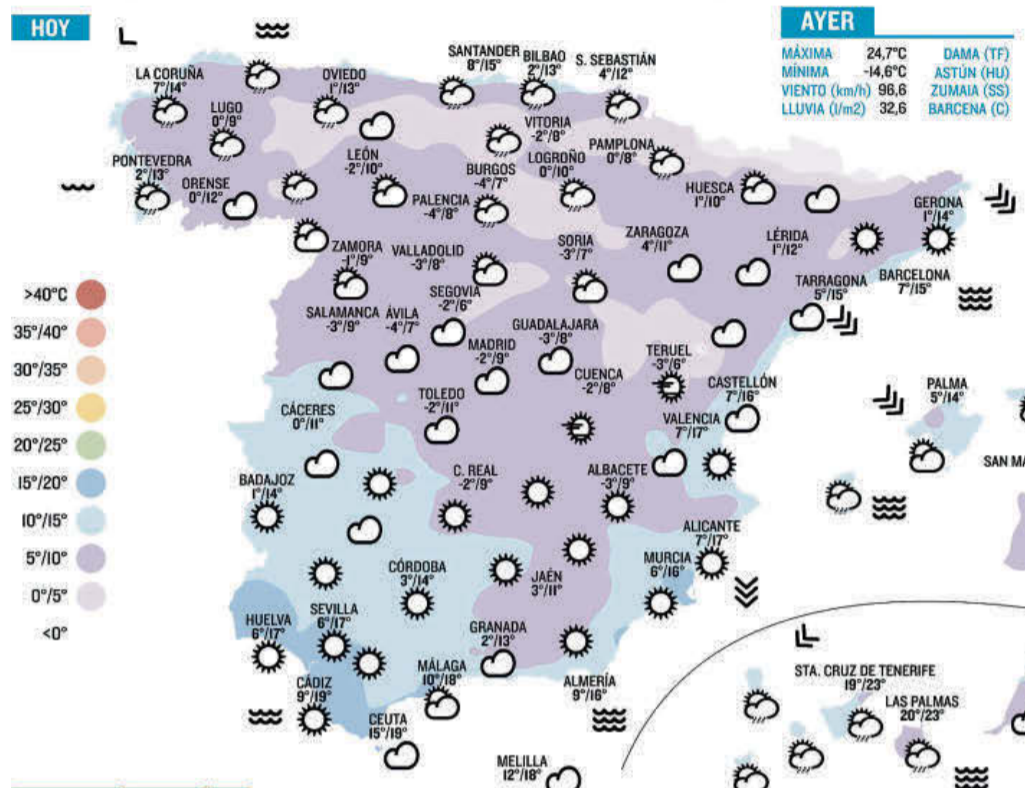 HOY
AYER
MÁXIMA 24,7°C DAMA (TF)
MÍNIMA -14,6°C ASTÚN (HU)
VIENTO (km/h) 96,6 ZUMAIA (SS)
LLUVIA (l/m2) 32,6 BARCENA (C)
LA CORUÑA
7°/14°
OVIEDO
1°/13°
SANTANDER
8°/15°
BILBAO
2°/13°
S. SEBASTIÁN
4°/12°
LUGO
0°/9°
VITORIA
-2°/8°
PAMPLONA
0°/8°
PONTEVEDRA
2°/13°
ORENSE
0°/12°
LEÓN
-2°/10°
BURGOS
-4°/7°
LOGROÑO
0°/10°
PALENCIA
-4°/8°
HUESCA
1°/10°
GERONA
1°/14°
ZAMORA
-1°/9°
VALLADOLID
-3°/8°
SORIA
-3°/7°
ZARAGOZA
4°/11°
LÉRIDA
1°/12°
BARCELONA
7°/15°
TARRAGONA
5°/15°
SEGOVIA
-2°/6°
SALAMANCA
-3°/9°
ÁVILA
-4°/7°
GUADALAJARA
-3°/8°
MADRID
-2°/9°
TERUEL
-3°/6°
CUENCA
-2°/8°
CASTELLÓN
7°/16°
PALMA
5°/14°
TOLEDO
-2°/11°
CÁCERES
0°/11°
VALENCIA
7°/17°
SAN MA
BADAJOZ
1°/14°
C. REAL
-2°/9°
ALBACETE
-3°/9°
ALICANTE
7°/17°
MURCIA
6°/16°
CÓRDOBA
3°/14°
JAÉN
3°/11°
HUELVA
6°/17°
SEVILLA
6°/17°
GRANADA
2°/13°
MÁLAGA
10°/18°
ALMERÍA
9°/16°
CÁDIZ
9°/19°
CEUTA
15°/19°
MELILLA
12°/18°
STA. CRUZ DE TENERIFE
19°/23°
LAS PALMAS
20°/23°
>40°C
35°/40°
30°/35°
25°/30°
20°/25°
15°/20°
10°/15°
5°/10°
0°/5°
<0°